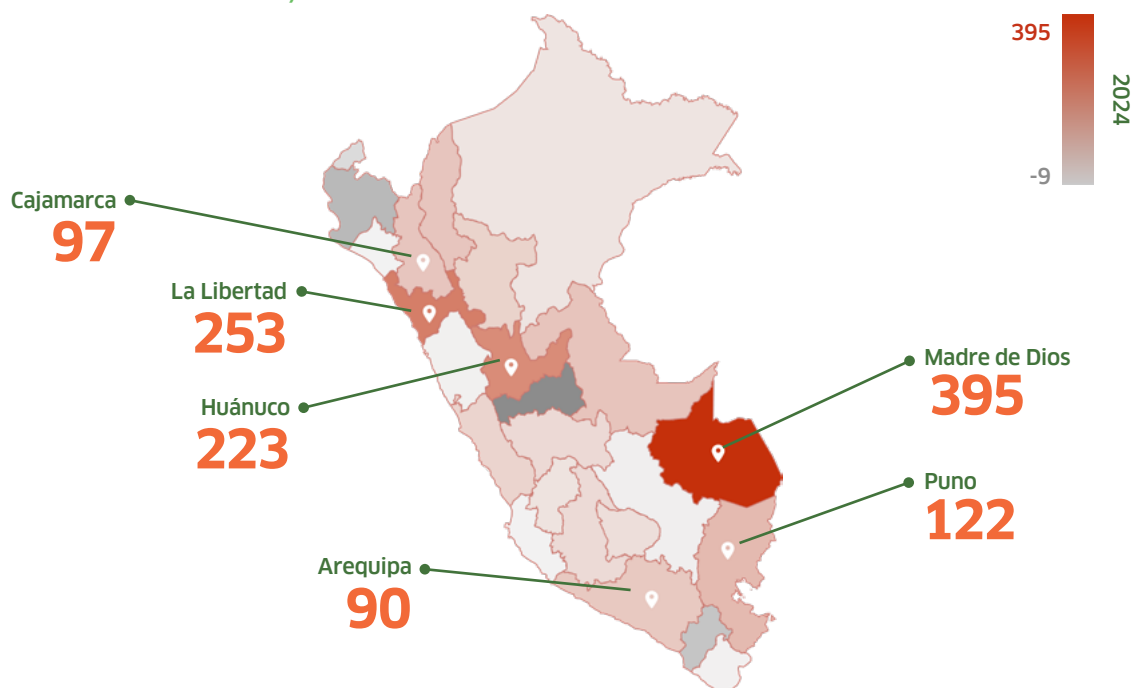 395
2024
-9
Cajamarca
97
La Libertad
253
Huánuco
223
Madre de Dios
395
Puno
122
Arequipa
90